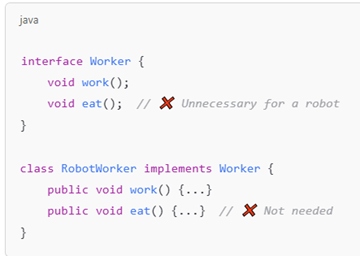 java
interface Worker {
void work();
void eat();  // ❌ Unnecessary for a robot
}
class RobotWorker implements Worker {
public void work() {...}
public void eat() {...}  // ❌ Not needed
}